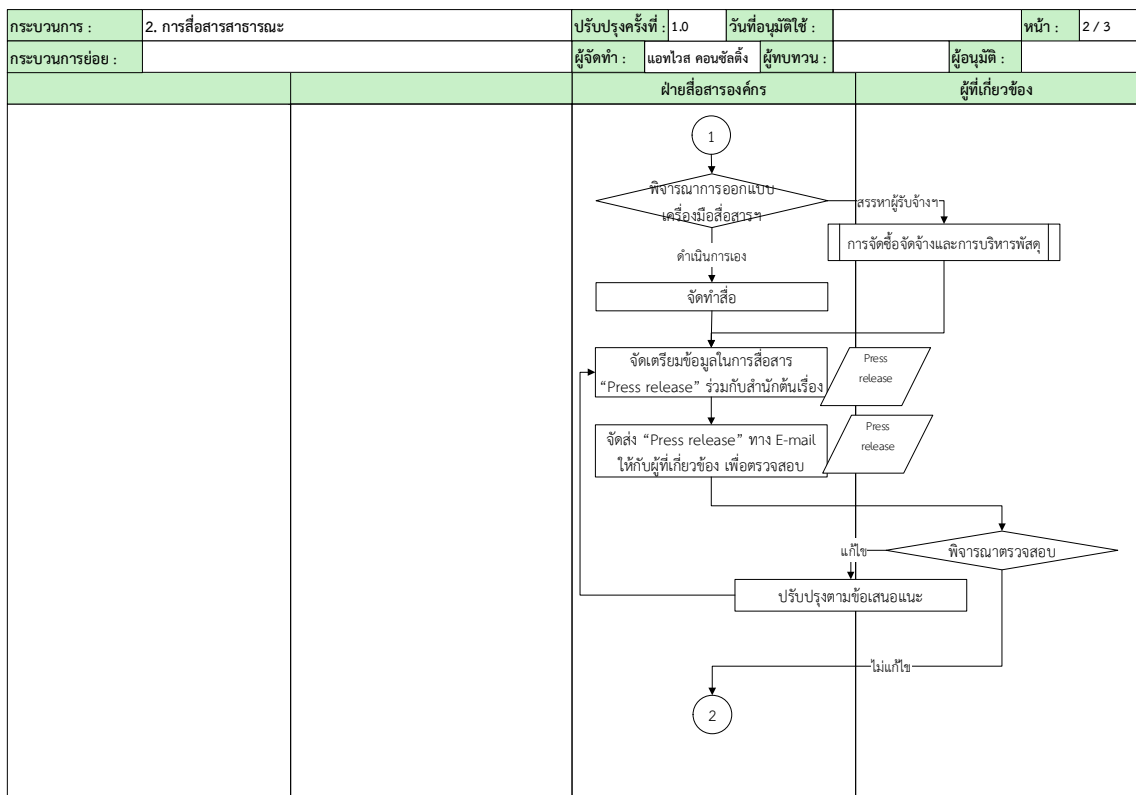 กระบวนการ : 2. การสื่อสารสาธารณะ ปรับปรุงครั้งที่ : 1.0 วันที่อนุมัติใช้ : หน้า : 2 / 3
กระบวนการย่อย : ผู้จัดทำ : แอทไวส คอนซัลติ้ง ผู้ทบทวน : ผู้อนุมัติ :
ฝ่ายสื่อสารองค์กร ผู้ที่เกี่ยวข้อง
1
พิจารณาการออกแบบ
เครื่องมือสื่อสารฯ
สรรหาผู้รับจ้างฯ
การจัดซื้อจัดจ้างและการบริหารพัสดุ
ดำเนินการเอง
จัดทำสื่อ
จัดเตรียมข้อมูลในการสื่อสาร
“Press release” ร่วมกับสำนักต้นเรื่อง
Press
release
จัดส่ง “Press release” ทาง E-mail
ให้กับผู้ที่เกี่ยวข้อง เพื่อตรวจสอบ
Press
release
แก้ไข
พิจารณาตรวจสอบ
ปรับปรุงตามข้อเสนอแนะ
ไม่แก้ไข
2